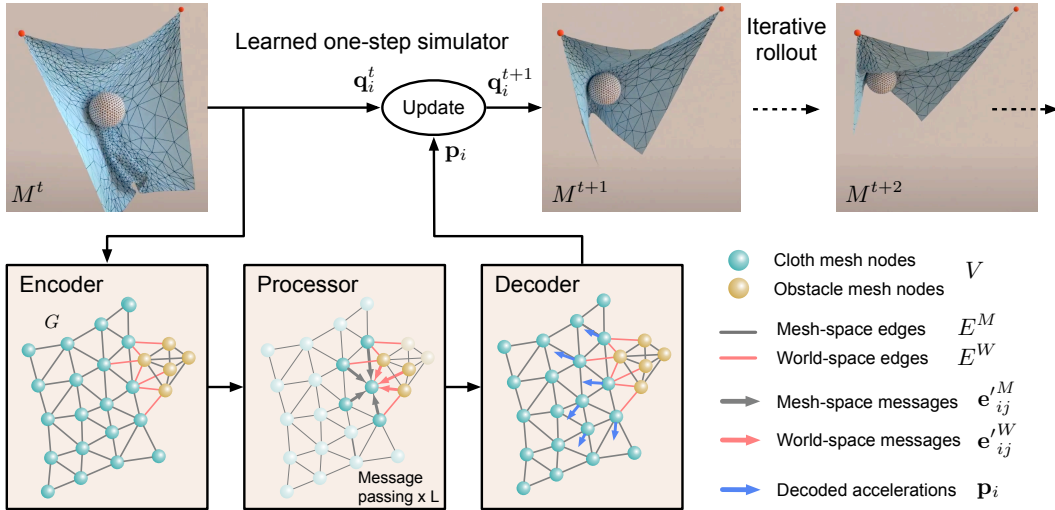 Learned one-step simulator
Iterative
rollout
q_i^t
Update
q_i^{t+1}
p_i
M^t
M^{t+1}
M^{t+2}
Encoder
G
Processor
Message
passing x L
Decoder
Cloth mesh nodes
V
Obstacle mesh nodes
Mesh-space edges E^M
World-space edges E^W
Mesh-space messages e'^M_{ij}
World-space messages e'^W_{ij}
Decoded accelerations p_i